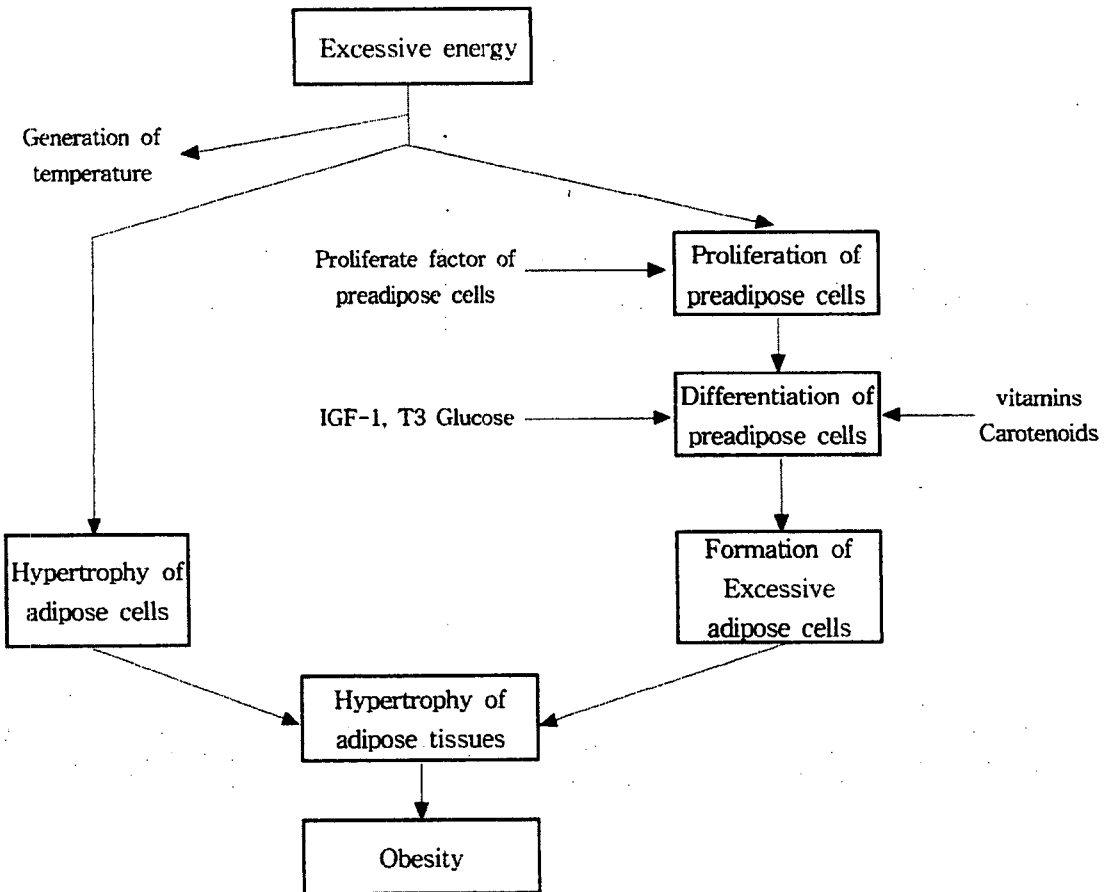 Excessive energy
Generation of
temperature
Proliferate factor of
preadipose cells
Proliferation of
preadipose cells
IGF-1, T3 Glucose
Differentiation of
preadipose cells
vitamins
Carotenoids
Hypertrophy of
adipose cells
Formation of
Excessive
adipose cells
Hypertrophy of
adipose tissues
Obesity